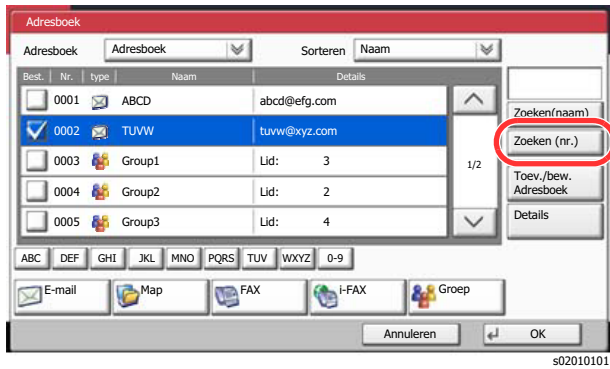 Adresboek
Adresboek Adresboek Sorteren Naam
Best. Nr. type Naam Details
0001 ABCD abcd@efg.com
Zoeken(naam)
0002 TUVW tuvw@xyz.com
Zoeken (nr.)
0003 Group1 Lid: 3
1/2
Toev./bew.
Adresboek
0004 Group2 Lid: 2
0005 Group3 Lid: 4
Details
ABC DEF GHI JKL MNO PQRS TUV WXYZ 0-9
E-mail Map FAX i-FAX Groep
Annuleren OK
s02010101